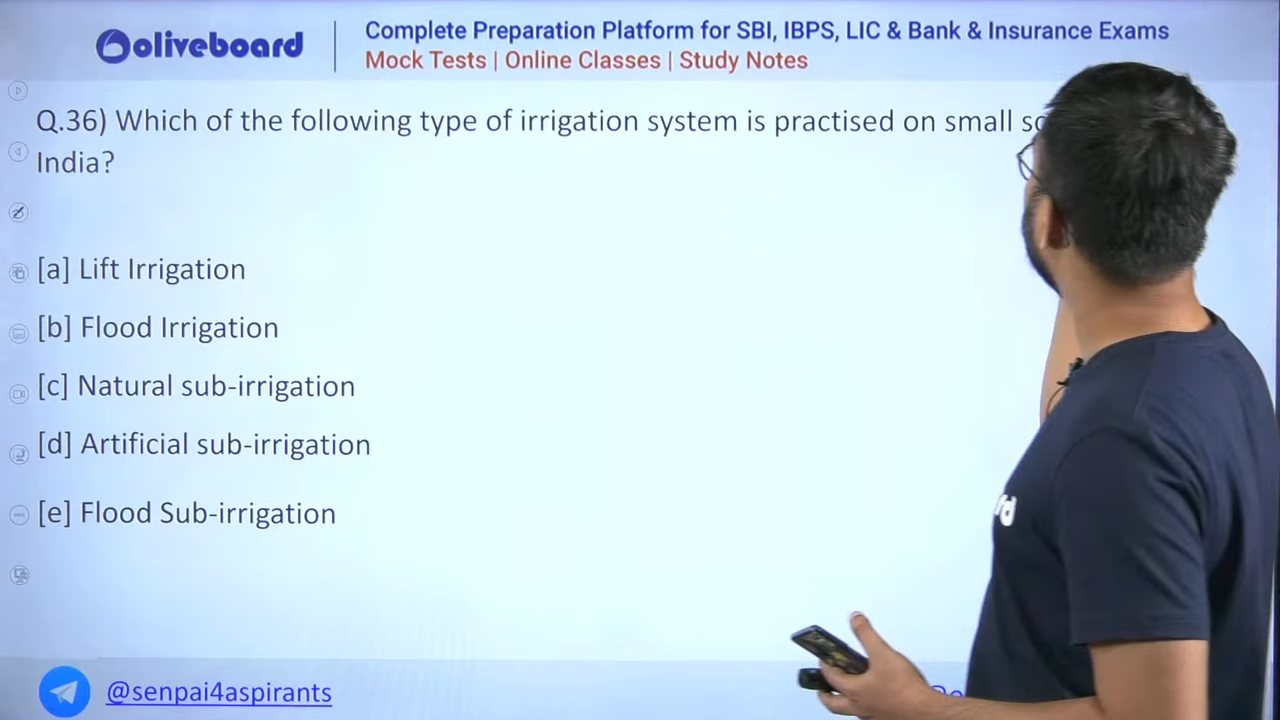 oliveboard
Complete Preparation Platform for SBI, IBPS, LIC & Bank & Insurance Exams
Mock Tests | Online Classes | Study Notes
Q.36) Which of the following type of irrigation system is practised on small
India?
[a] Lift Irrigation
[b] Flood Irrigation
[c] Natural sub-irrigation
[d] Artificial sub-irrigation
[e] Flood Sub-irrigation
@senpai4aspirants